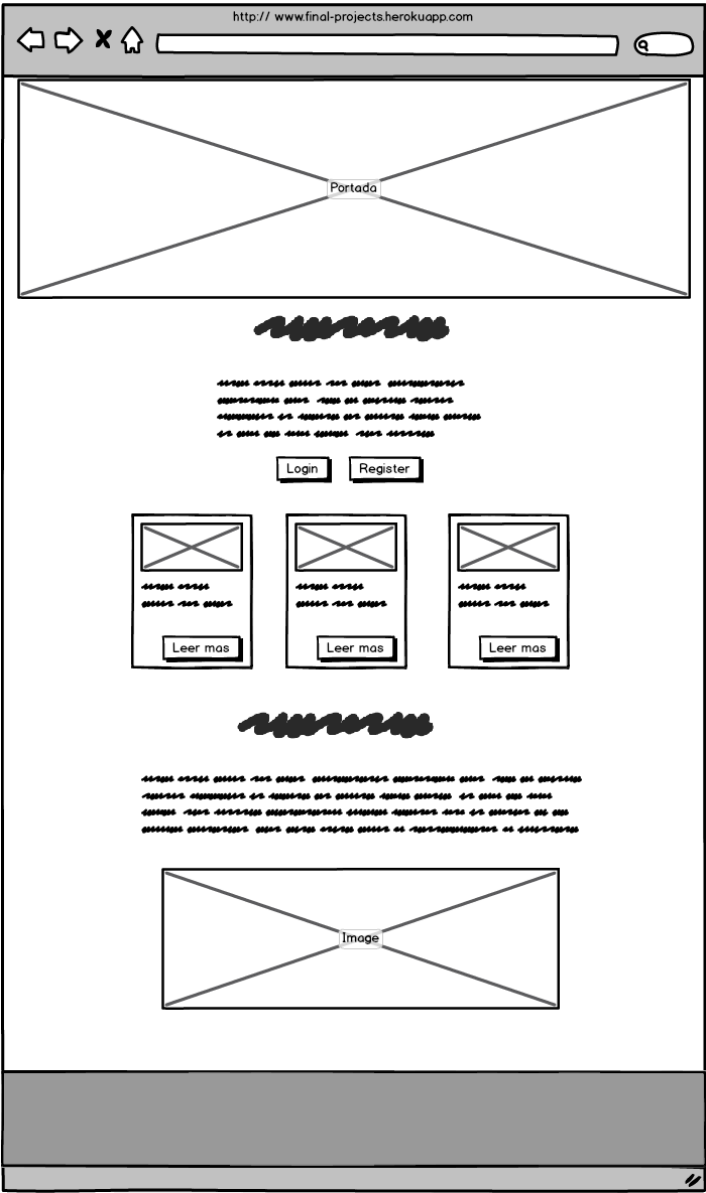 http:// www.final-projects.herokuapp.com
Portada
Login Register
Leer mas Leer mas Leer mas
Image